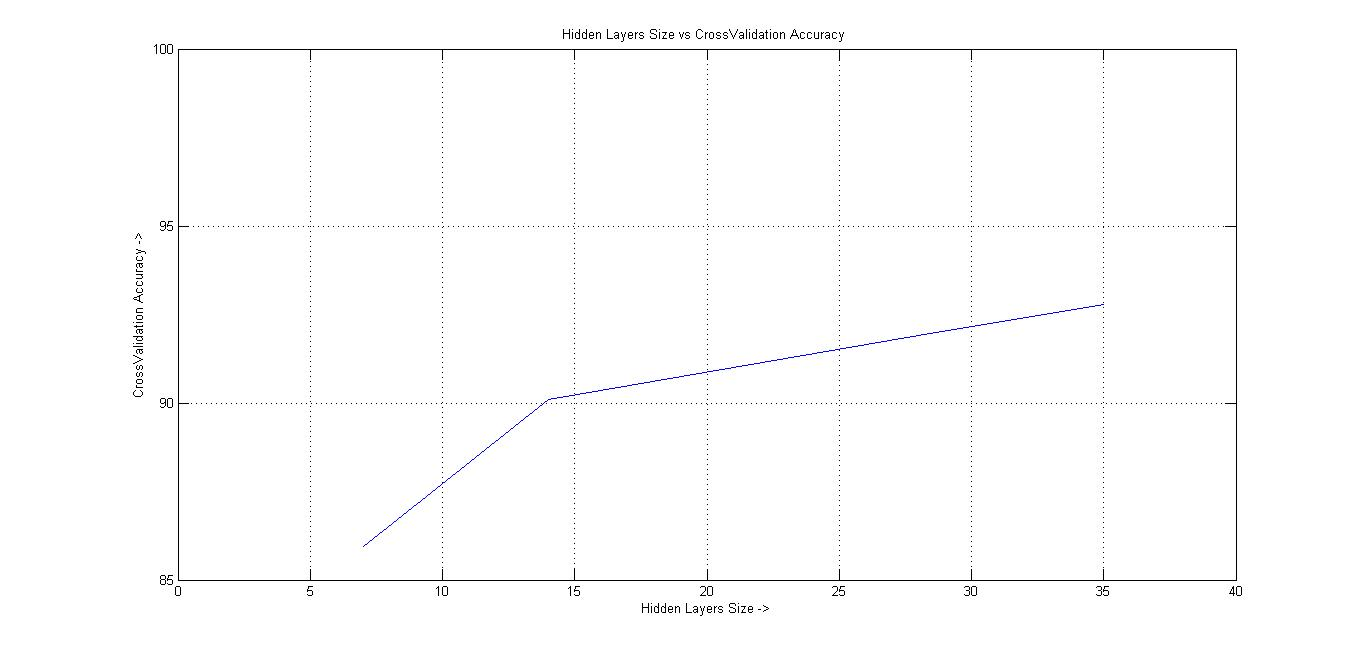 Hidden Layers Size vs CrossValidation Accuracy
100
95
90
85
CrossValidation Accuracy ->
0 5 10 15 20 25 30 35 40
Hidden Layers Size ->